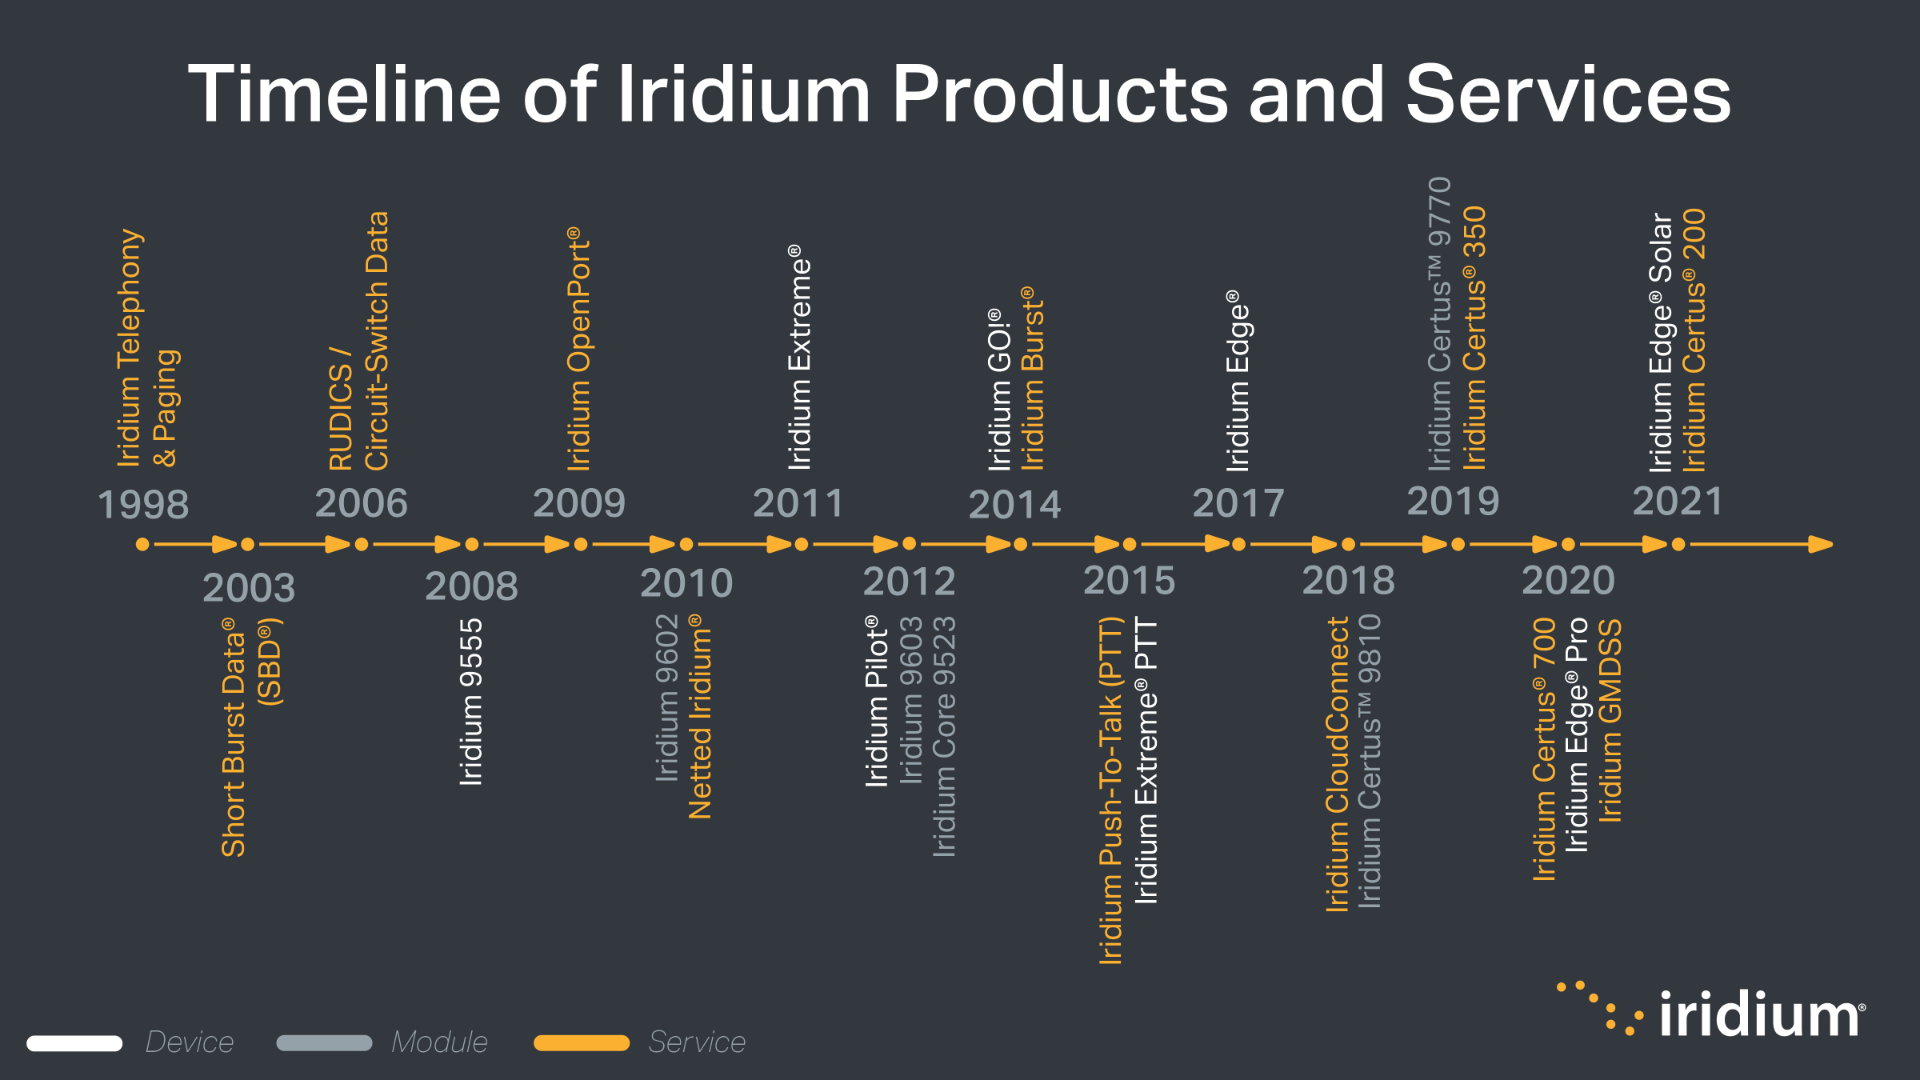 Timeline of Iridium Products and Services
Iridium Telephony
& Paging
1998
Short Burst Data®
(SBD®)
2003
RUDICS /
Circuit-Switch Data
2006
2008
Iridium 9555
Iridium OpenPort®
2009
2010
Iridium 9602
Netted Iridium®
Iridium Extreme®
2011
2012
Iridium Pilot®
Iridium 9603
Iridium Core 9523
Iridium GO!®
Iridium Burst®
2014
2015
Iridium Push-To-Talk (PTT)
Iridium Extreme® PTT
Iridium Edge®
2017
2018
Iridium CloudConnect
Iridium Certus™ 9810
Iridium Certus™ 9770
Iridium Certus® 350
2019
2020
Iridium Certus® 700
Iridium Edge® Pro
Iridium GMDSS
Iridium Edge® Solar
Iridium Certus® 200
2021
Device
Module
Service
iridium®